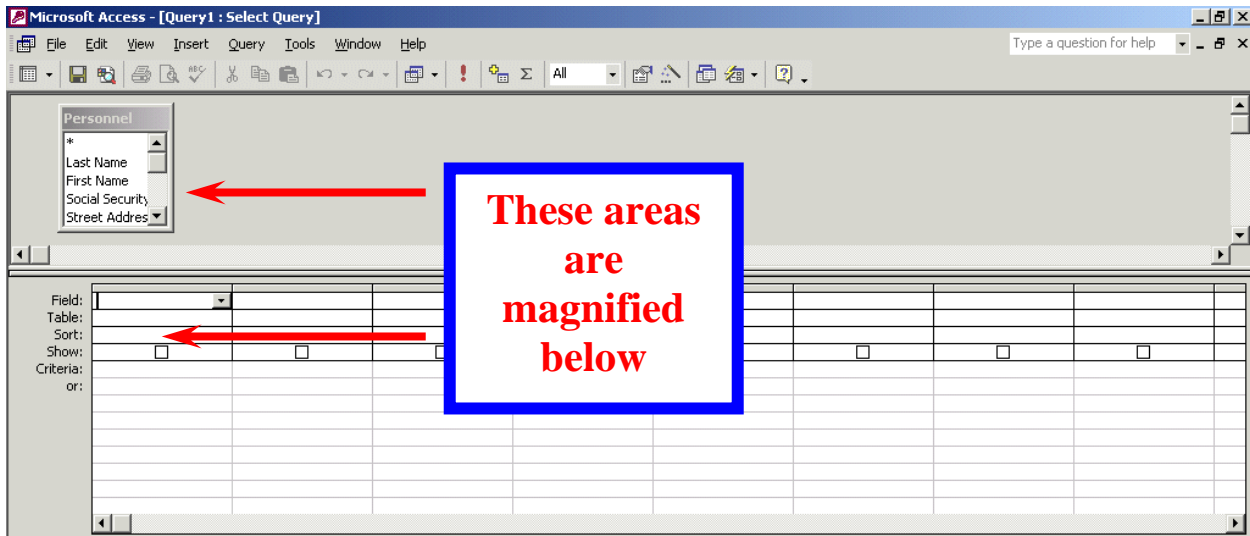 Microsoft Access - [Query1 : Select Query]
File Edit View Insert Query Tools Window Help
Type a question for help
ABC
All
Personnel
*
Last Name
First Name
Social Security
Street Addres
These areas
are
magnified
below
Field:
Table:
Sort:
Show:
Criteria:
or: